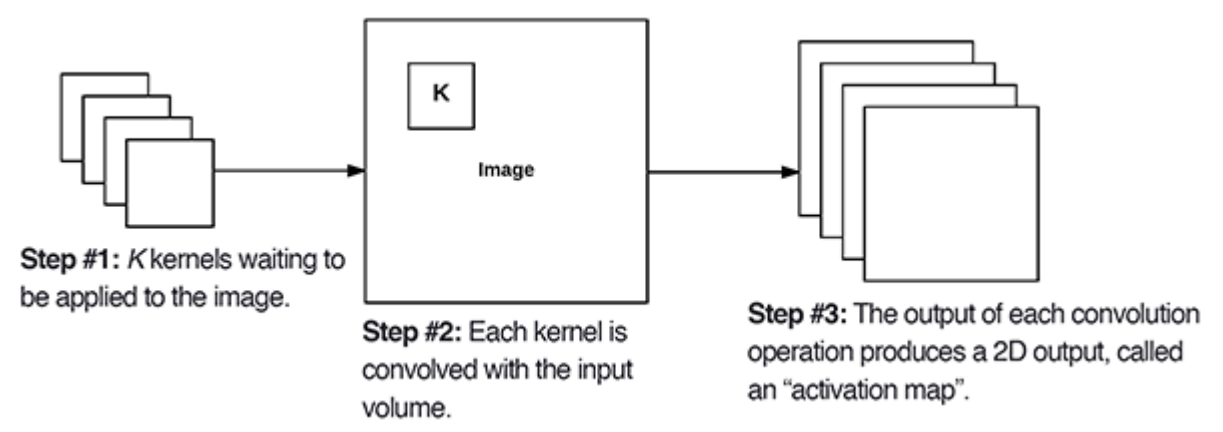 K
Image
Step #1: K kernels waiting to
be applied to the image.
Step #2: Each kernel is
convolved with the input
volume.
Step #3: The output of each convolution
operation produces a 2D output, called
an “activation map”.